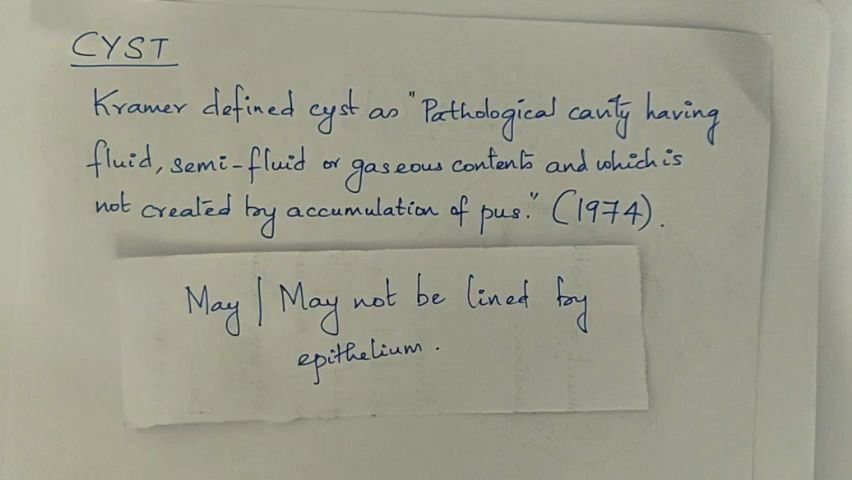 CYST
Kramer defined cyst as "Pathological cavity having
fluid, semi-fluid or gaseous contents and which is
not created by accumulation of pus." (1974).
May | May not be lined by
epithelium.